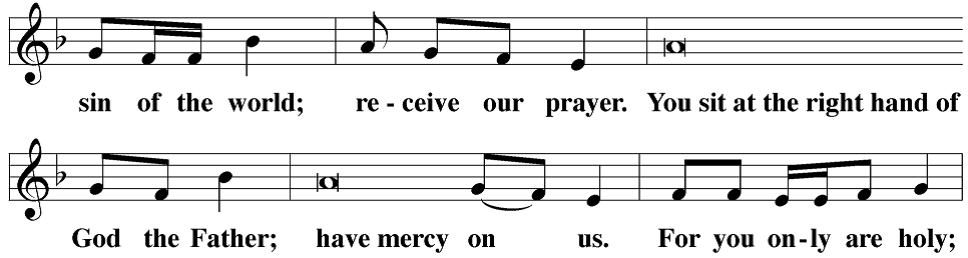 sin of the world; re - ceive our prayer. You sit at the right hand of
God the Father; have mercy on us. For you on - ly are holy;